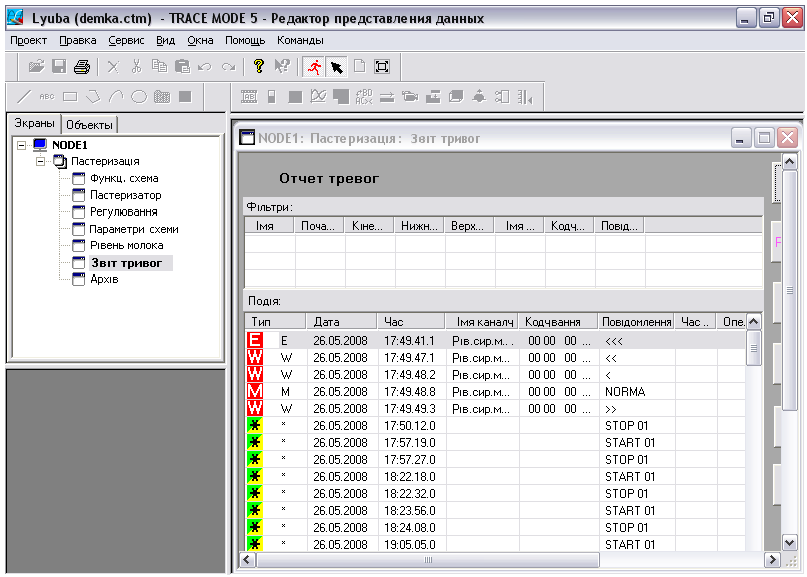 Lyuba (demka.ctm) - TRACE MODE 5 - Редактор представления данных
Проект Правка Сервис Вид Окна Помощь Команды
Экраны Объекты
NODE1
Пастеризація
Функц. схема
Пастеризатор
Регулювання
Параметри схеми
Рівень молока
Звіт тривог
Архів
NODE1: Пастеризація: Звіт тривог
Отчет тревог
Фільтри:
Імя Поча... Кіне... Нижн... Верх... Імя ... Кодч... Повід...
Подія:
Тип Дата Час Імя каналч Кодчвання Повідомлення Час .. Опе.
E E 26.05.2008 17:49.41.1 Рів.сир.м... 00 00 00 ... <<<
W W 26.05.2008 17:49.47.1 Рів.сир.м... 00 00 00 ... <<
W W 26.05.2008 17:49.48.2 Рів.сир.м... 00 00 00 ... <
M M 26.05.2008 17:49.48.8 Рів.сир.м... 00 00 00 ... NORMA
W W 26.05.2008 17:49.49.3 Рів.сир.м... 00 00 00 ... >>
* * 26.05.2008 17:50.12.0 STOP 01
* * 26.05.2008 17:57.19.0 START 01
* * 26.05.2008 17:57.27.0 STOP 01
* * 26.05.2008 18:22.18.0 START 01
* * 26.05.2008 18:22.32.0 STOP 01
* * 26.05.2008 18:23.56.0 START 01
* * 26.05.2008 18:24.08.0 STOP 01
* * 26.05.2008 19:05.05.0 START 01